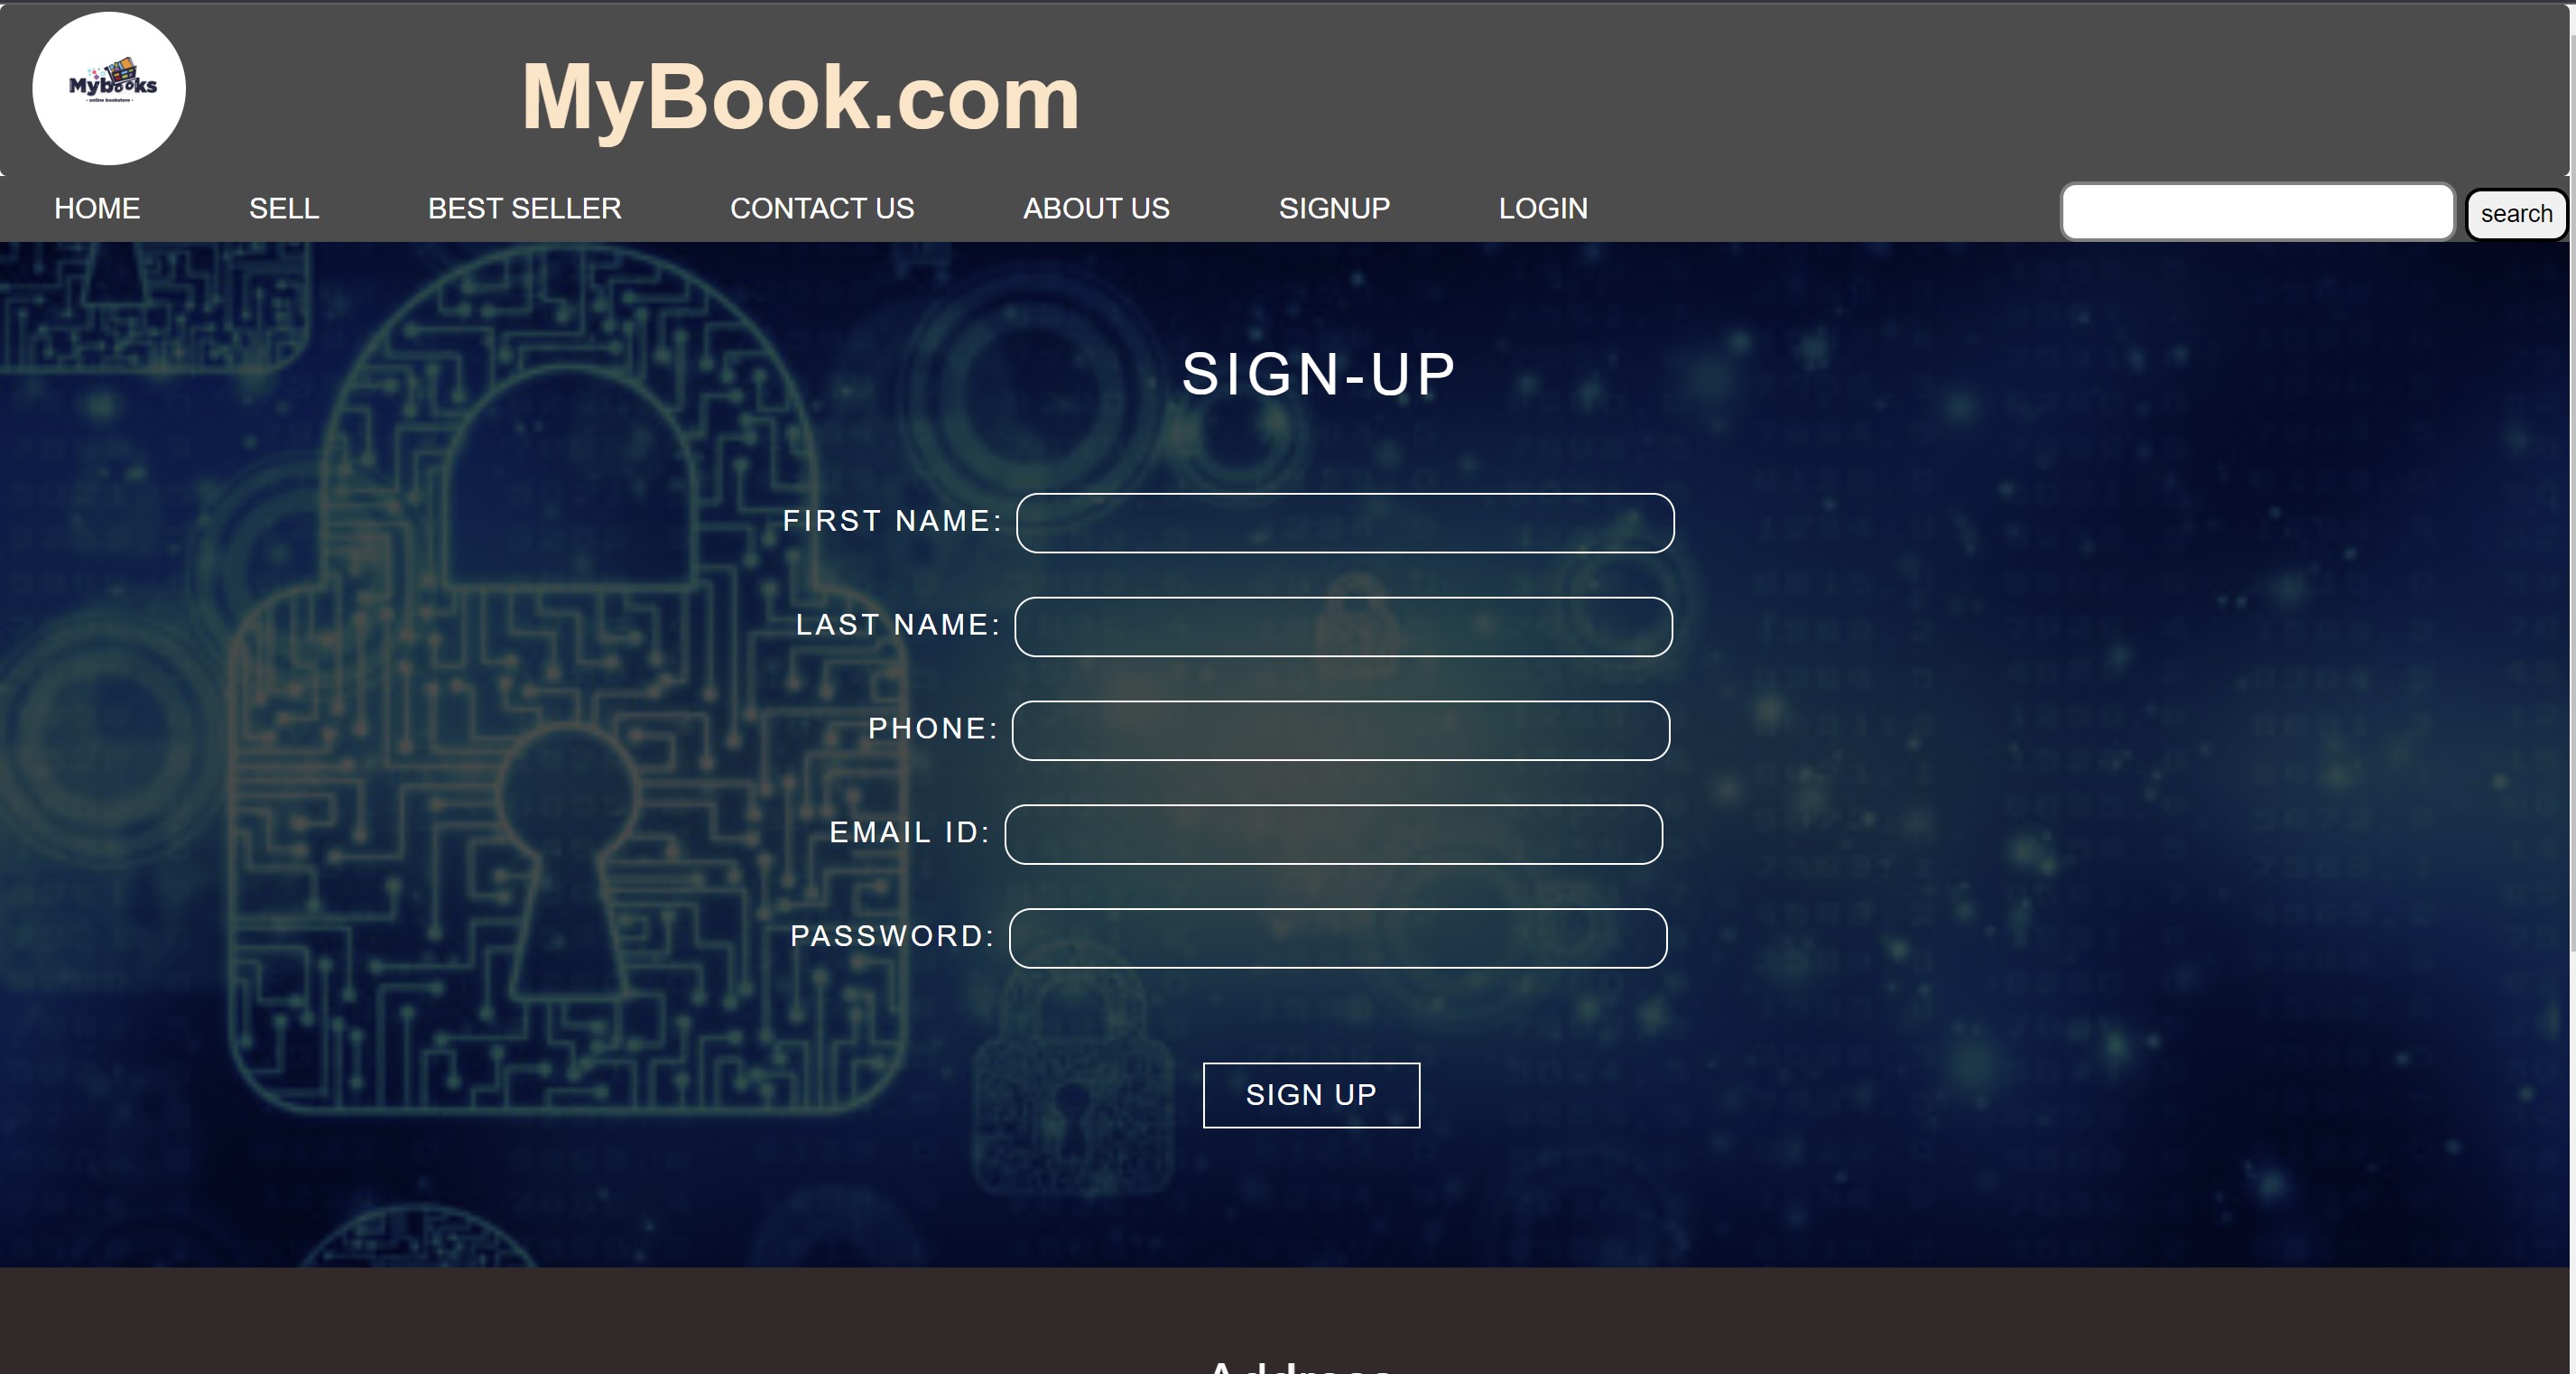 Mybooks
- online bookstore -
MyBook.com
HOME SELL BEST SELLER CONTACT US ABOUT US SIGNUP LOGIN search
SIGN-UP
FIRST NAME:
LAST NAME:
PHONE:
EMAIL ID:
PASSWORD:
SIGN UP
Address